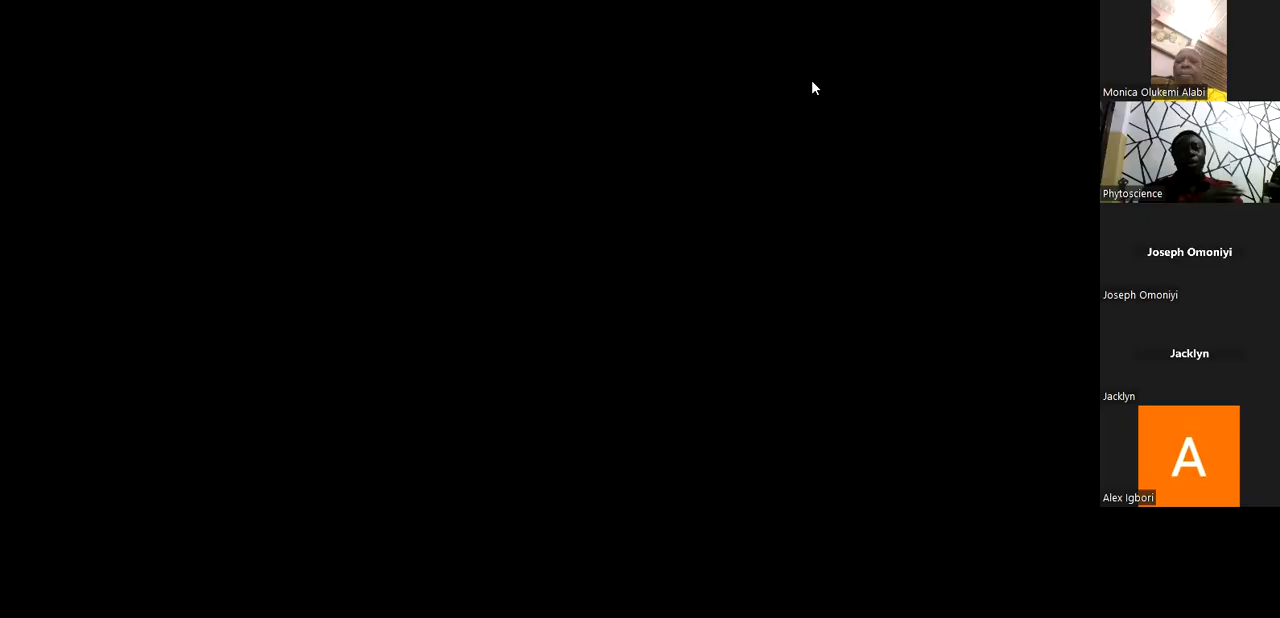 Monica Olukemi Alabi
Phytoscience
Joseph Omoniyi
Joseph Omoniyi
Jacklyn
Jacklyn
A
Alex Igbori